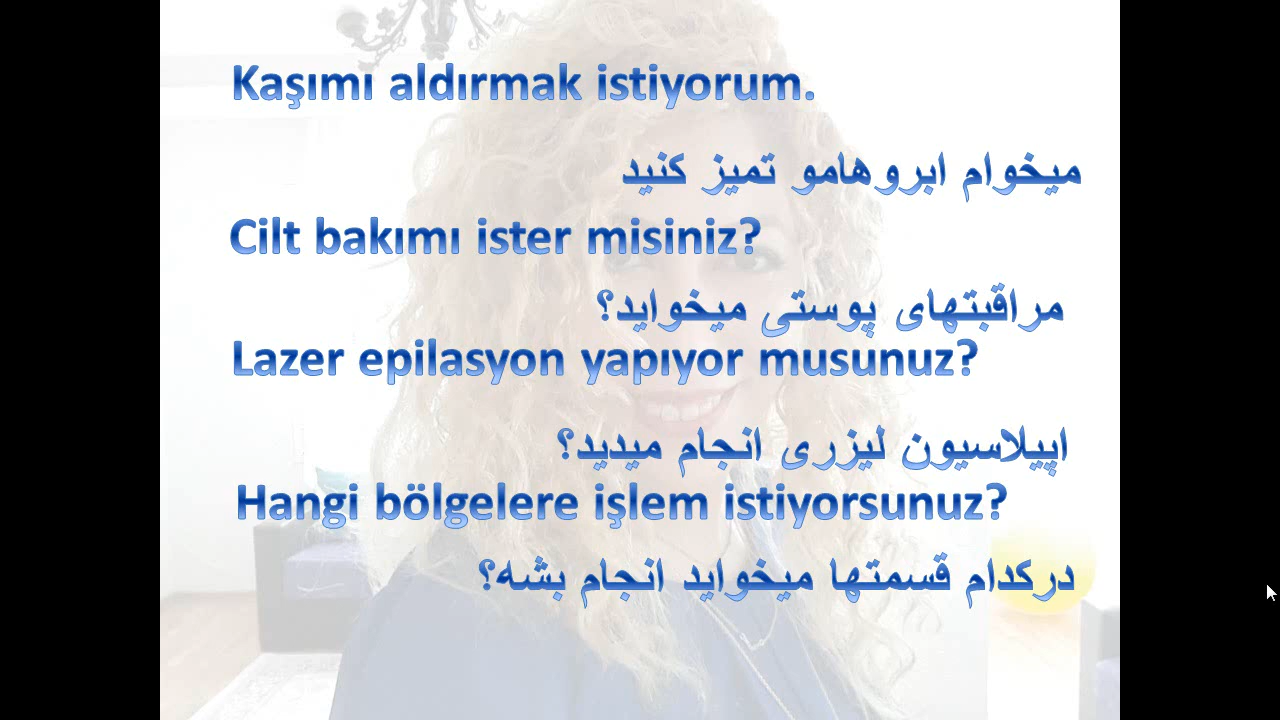 Kaşımı aldırmak istiyorum.
میخوام ابروهامو تمیز کنید
Cilt bakımı ister misiniz?
مراقبتهای پوستی میخواید؟
Lazer epilasyon yapıyor musunuz?
اپیلاسیون لیزری انجام میدید؟
Hangi bölgelere işlem istiyorsunuz?
درکدام قسمتها میخواید انجام بشه؟